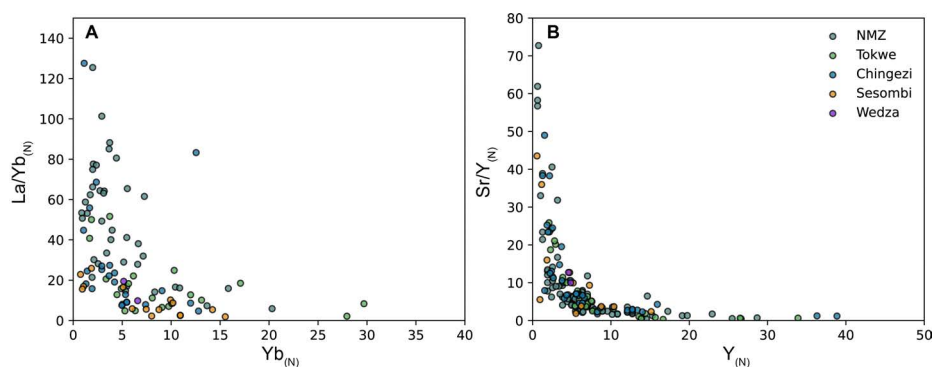 A
La/Yb(N)
140
120
100
80
60
40
20
0
0 5 10 15 20 25 30 35 40
Yb(N)
B
Sr/Y(N)
80
70
60
50
40
30
20
10
0
0 10 20 30 40 50
Y(N)
NMZ
Tokwe
Chingezi
Sesombi
Wedza